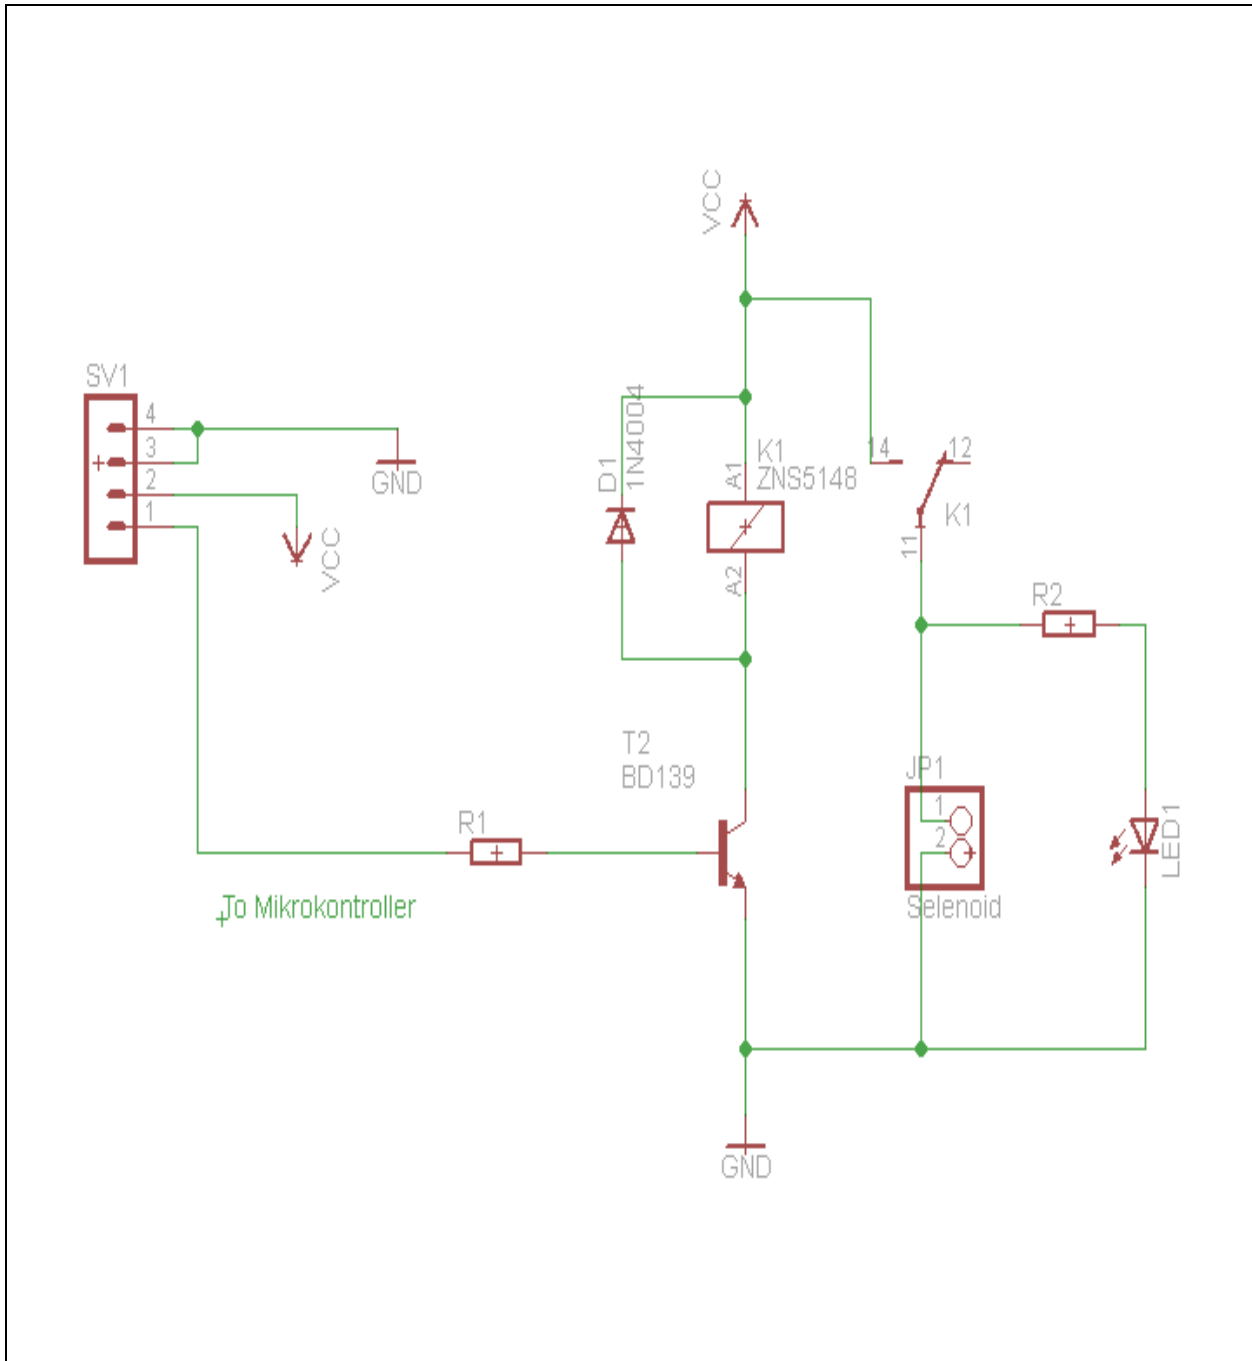 VCC
SV1
4
3
2
1
GND
VCC
D1
1N4004
A1
K1
ZNS5148
A2
14
12
K1
11
R2
T2
BD139
R1
To Mikrokontroller
JP1
1
2
Selenoid
LED1
GND